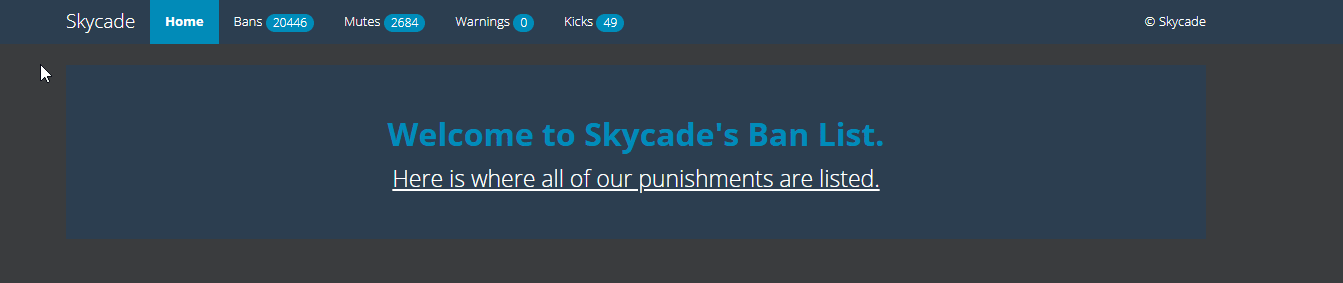 Skycade Home Bans 20446 Mutes 2684 Warnings 0 Kicks 49 © Skycade
Welcome to Skycade's Ban List.
Here is where all of our punishments are listed.